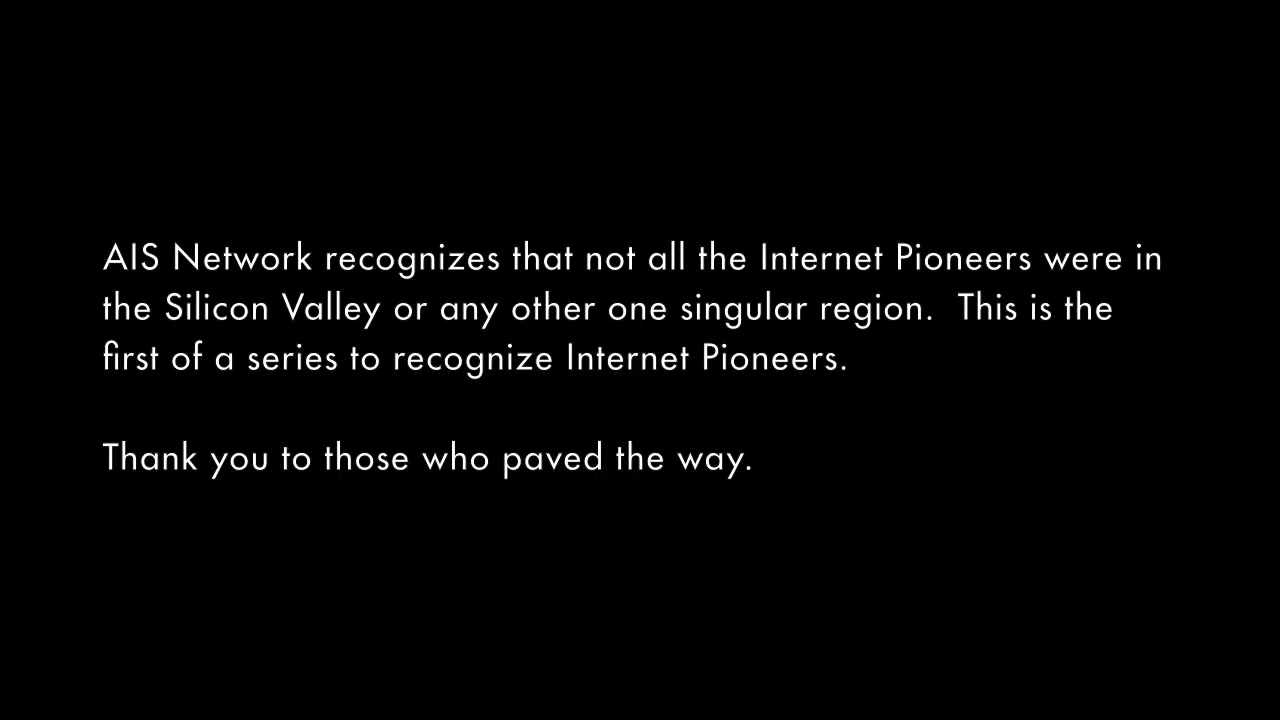 AIS Network recognizes that not all the Internet Pioneers were in
the Silicon Valley or any other one singular region.  This is the
first of a series to recognize Internet Pioneers.
Thank you to those who paved the way.